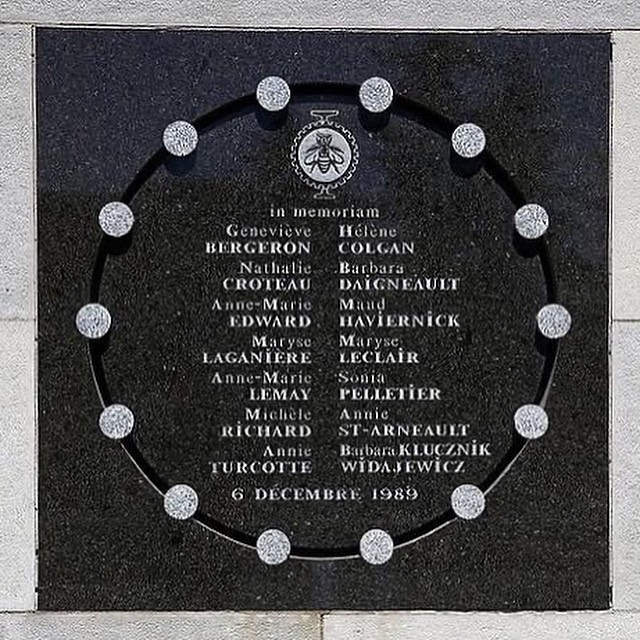 in memoriam
Geneviève Hélène
BERGERON COLGAN
Nathalie Barbara
CROTEAU DAIGNEAULT
Anne-Marie Maud
EDWARD HAVIERNICK
Maryse Maryse
LAGANIÈRE LECLAIR
Anne-Marie Sonia
LEMAY PELLETIER
Michèle Annie
RICHARD ST-ARNEAULT
Annie Barbara KLUCZNIK
TURCOTTE WIDAJEWICZ
6 DÉCEMBRE 1989